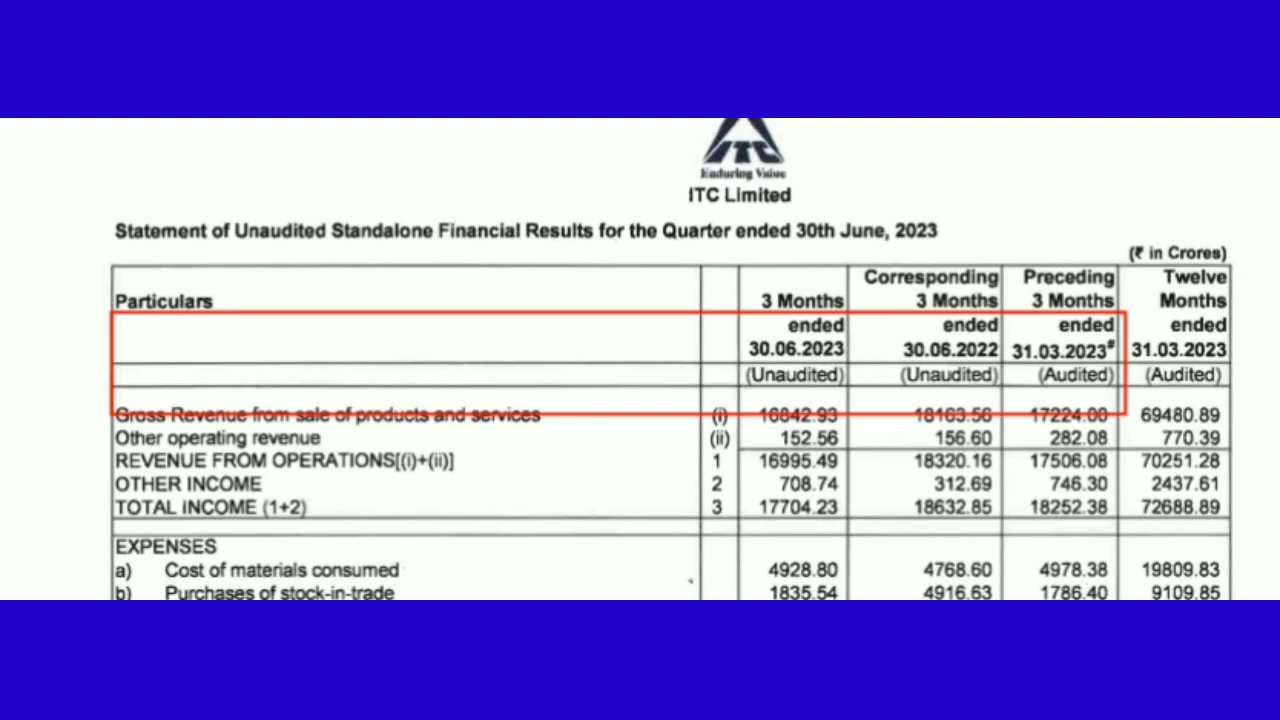 ITC
Enduring Value
ITC Limited
Statement of Unaudited Standalone Financial Results for the Quarter ended 30th June, 2023
(₹ in Crores)
Particulars 3 Months ended 30.06.2023 Corresponding 3 Months ended 30.06.2022 Preceding 3 Months ended 31.03.2023# Twelve Months ended 31.03.2023
(Unaudited) (Unaudited) (Audited) (Audited)
Gross Revenue from sale of products and services (i) 16842.93 18163.56 17224.00 69480.89
Other operating revenue (ii) 152.56 156.60 282.08 770.39
REVENUE FROM OPERATIONS[(i)+(ii)] 1 16995.49 18320.16 17506.08 70251.28
OTHER INCOME 2 708.74 312.69 746.30 2437.61
TOTAL INCOME (1+2) 3 17704.23 18632.85 18252.38 72688.89
EXPENSES
a) Cost of materials consumed 4928.80 4768.60 4978.38 19809.83
b) Purchases of stock-in-trade 1835.54 4916.63 1786.40 9109.85